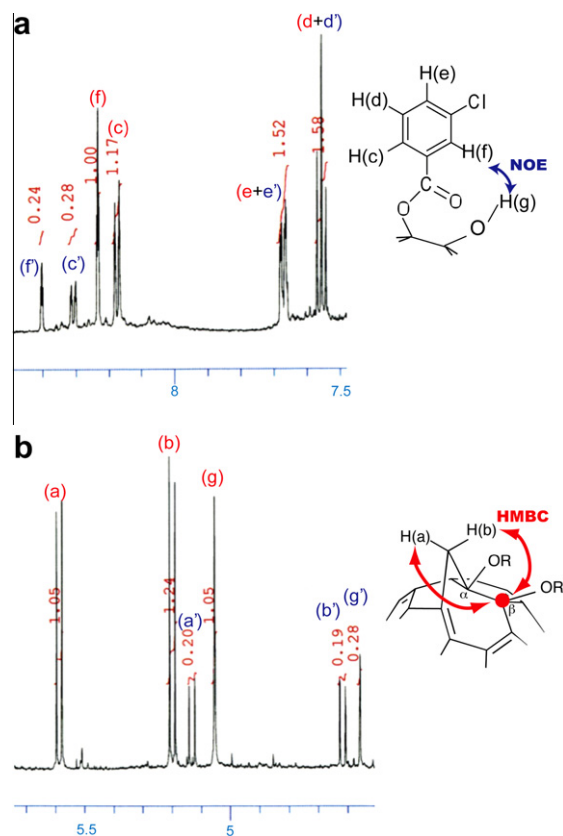 a
(d+d')
(f)
(c)
1.00
1.17
1.52
1.58
(e+e')
0.24
0.28
(f')
(c')
8
7.5
H(e)
H(d)
Cl
H(c)
H(f)
NOE
O
O
O
H(g)
b
(a)
(b)
(g)
1.05
1.24
(a')
0.20
1.05
(b')
(g')
0.19
0.28
5.5
5
HMBC
H(a)
H(b)
OR
OR
α
β